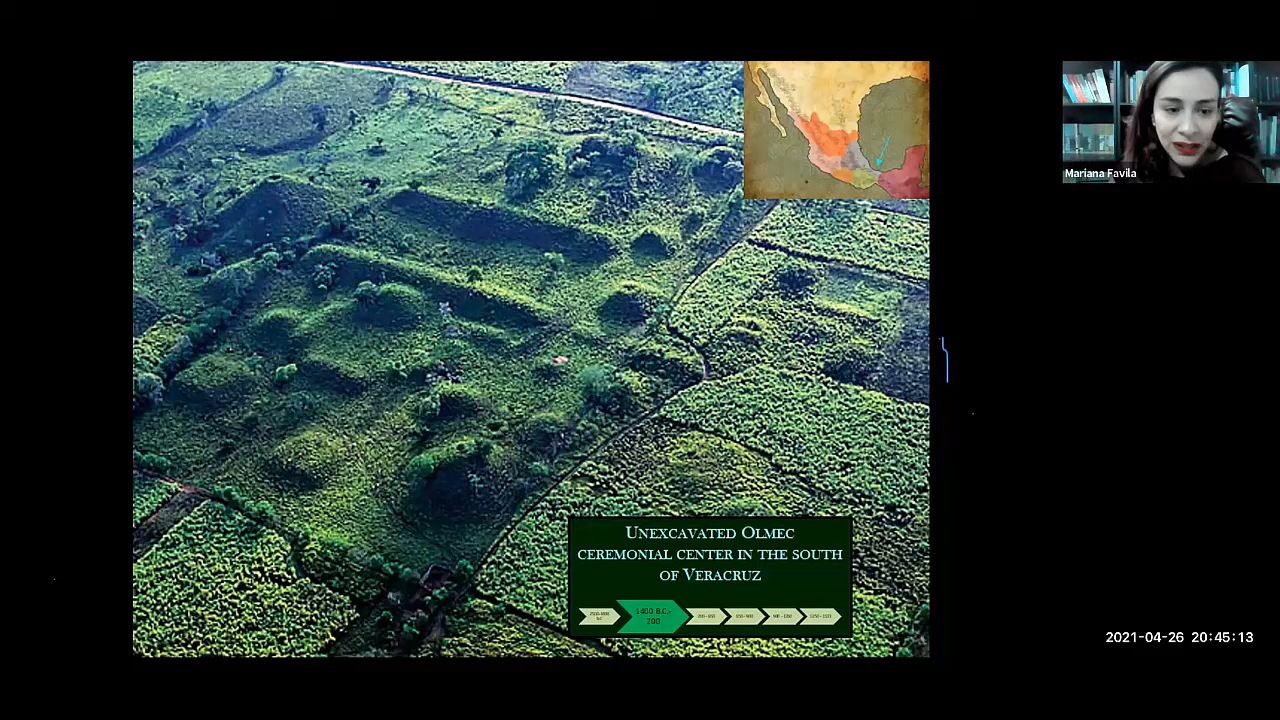 Mariana Favila
UNEXCAVATED OLMEC
CEREMONIAL CENTER IN THE SOUTH
OF VERACRUZ
1400 B.C.-
200
2021-04-26 20:45:13